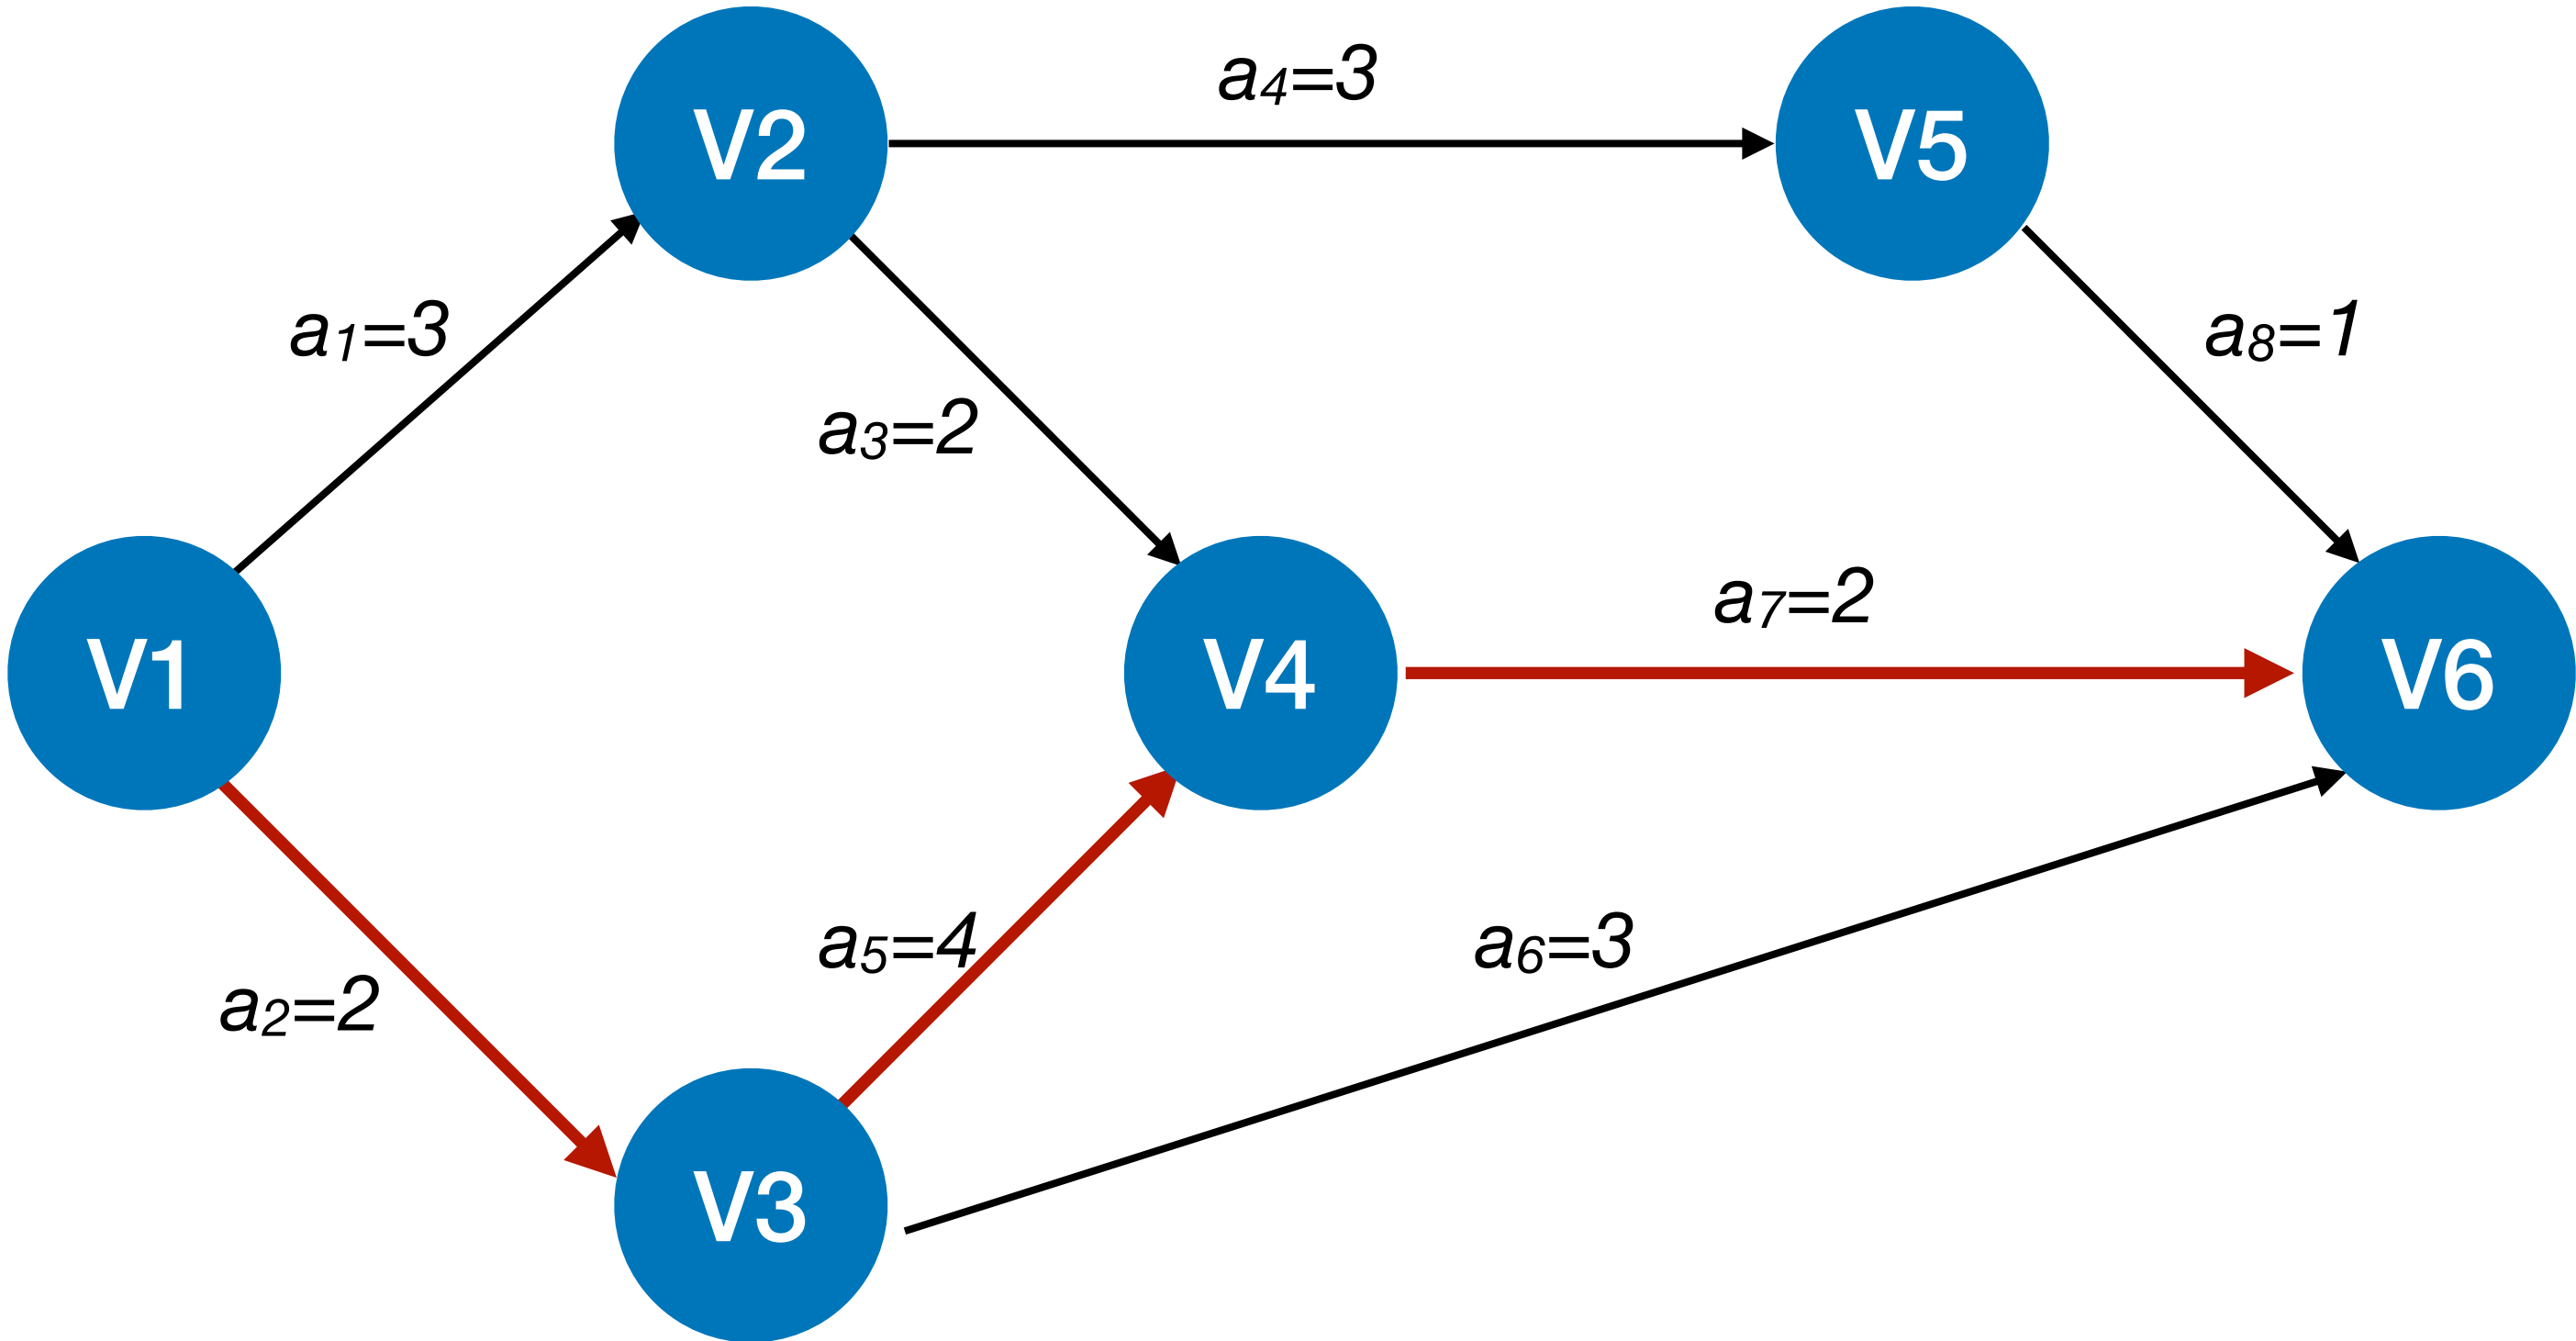 V2
a₄=3
V5
a₁=3
a₈=1
a₃=2
V1
V4
a₇=2
V6
a₅=4
a₆=3
a₂=2
V3